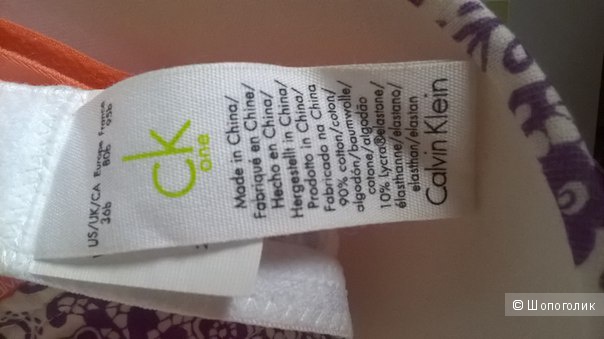 US/UK/CA Europe France
36b 80b 95b
ck
one
Made in China/
Fabriqué en Chine/
Hecho en China/
Hergestellt in China/
Prodotto in China/
Fabricado na China
90% cotton/coton/
algodón/baumwolle/
cotone/algodão
10% Lycra®elastane/
élasthanne/elastano/
elasthan/elastan
Calvin Klein
© Шопоголик